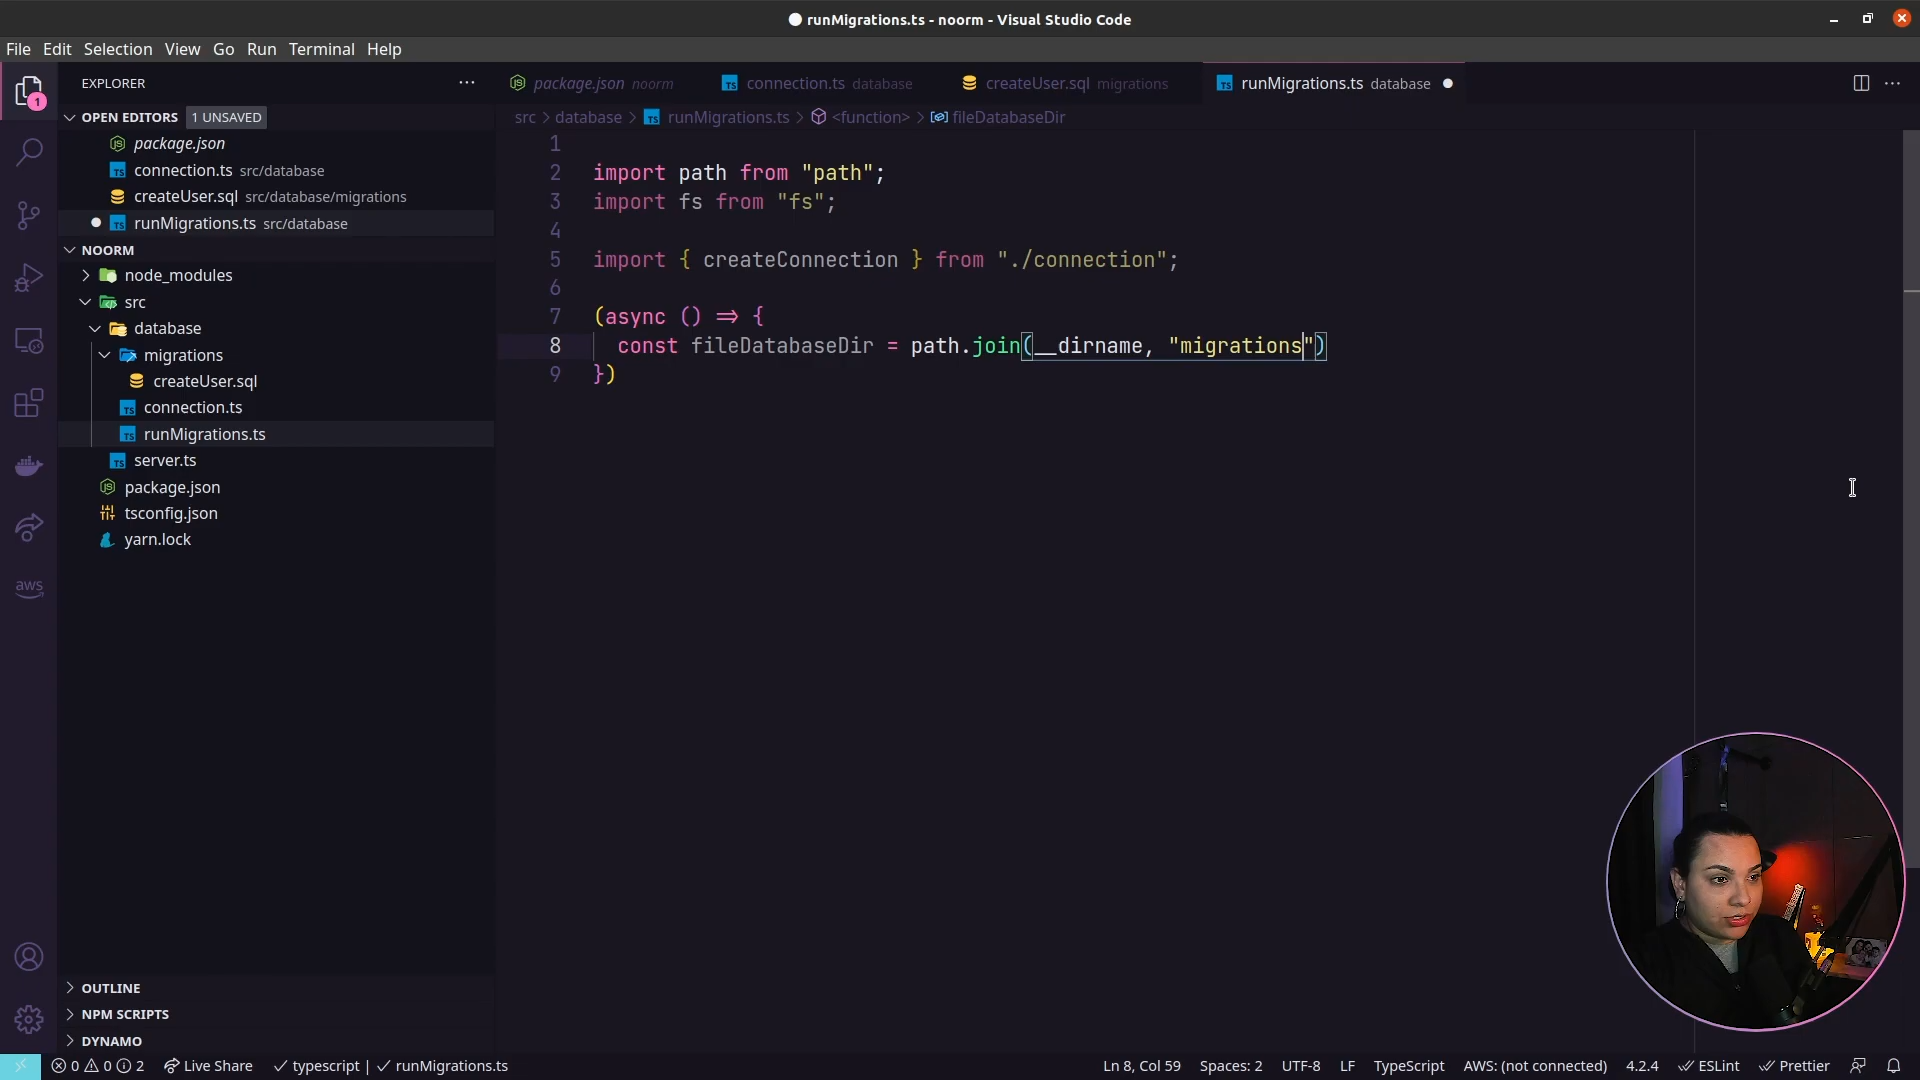 runMigrations.ts - noorm - Visual Studio Code
File Edit Selection View Go Run Terminal Help
EXPLORER
package.json noorm
connection.ts database
createUser.sql migrations
runMigrations.ts database
1
OPEN EDITORS 1 UNSAVED
src > database > runMigrations.ts > <function> > fileDatabaseDir
package.json
connection.ts src/database
createUser.sql src/database/migrations
runMigrations.ts src/database
NOORM
node_modules
src
database
migrations
createUser.sql
connection.ts
runMigrations.ts
server.ts
package.json
tsconfig.json
yarn.lock
aws
OUTLINE
NPM SCRIPTS
DYNAMO
1
2 import path from "path";
3 import fs from "fs";
4
5 import { createConnection } from "./connection";
6
7 (async () => {
8 const fileDatabaseDir = path.join(__dirname, "migrations")
9 })
0 0 2 Live Share typescript | runMigrations.ts
Ln 8, Col 59 Spaces: 2 UTF-8 LF TypeScript AWS: (not connected) 4.2.4 ESLint Prettier